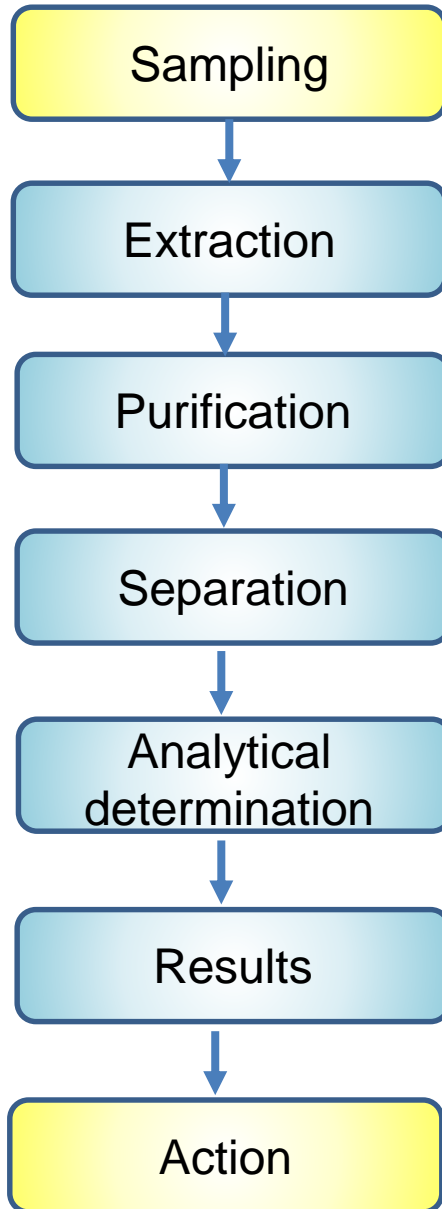 Sampling
Extraction
Purification
Separation
Analytical
determination
Results
Action